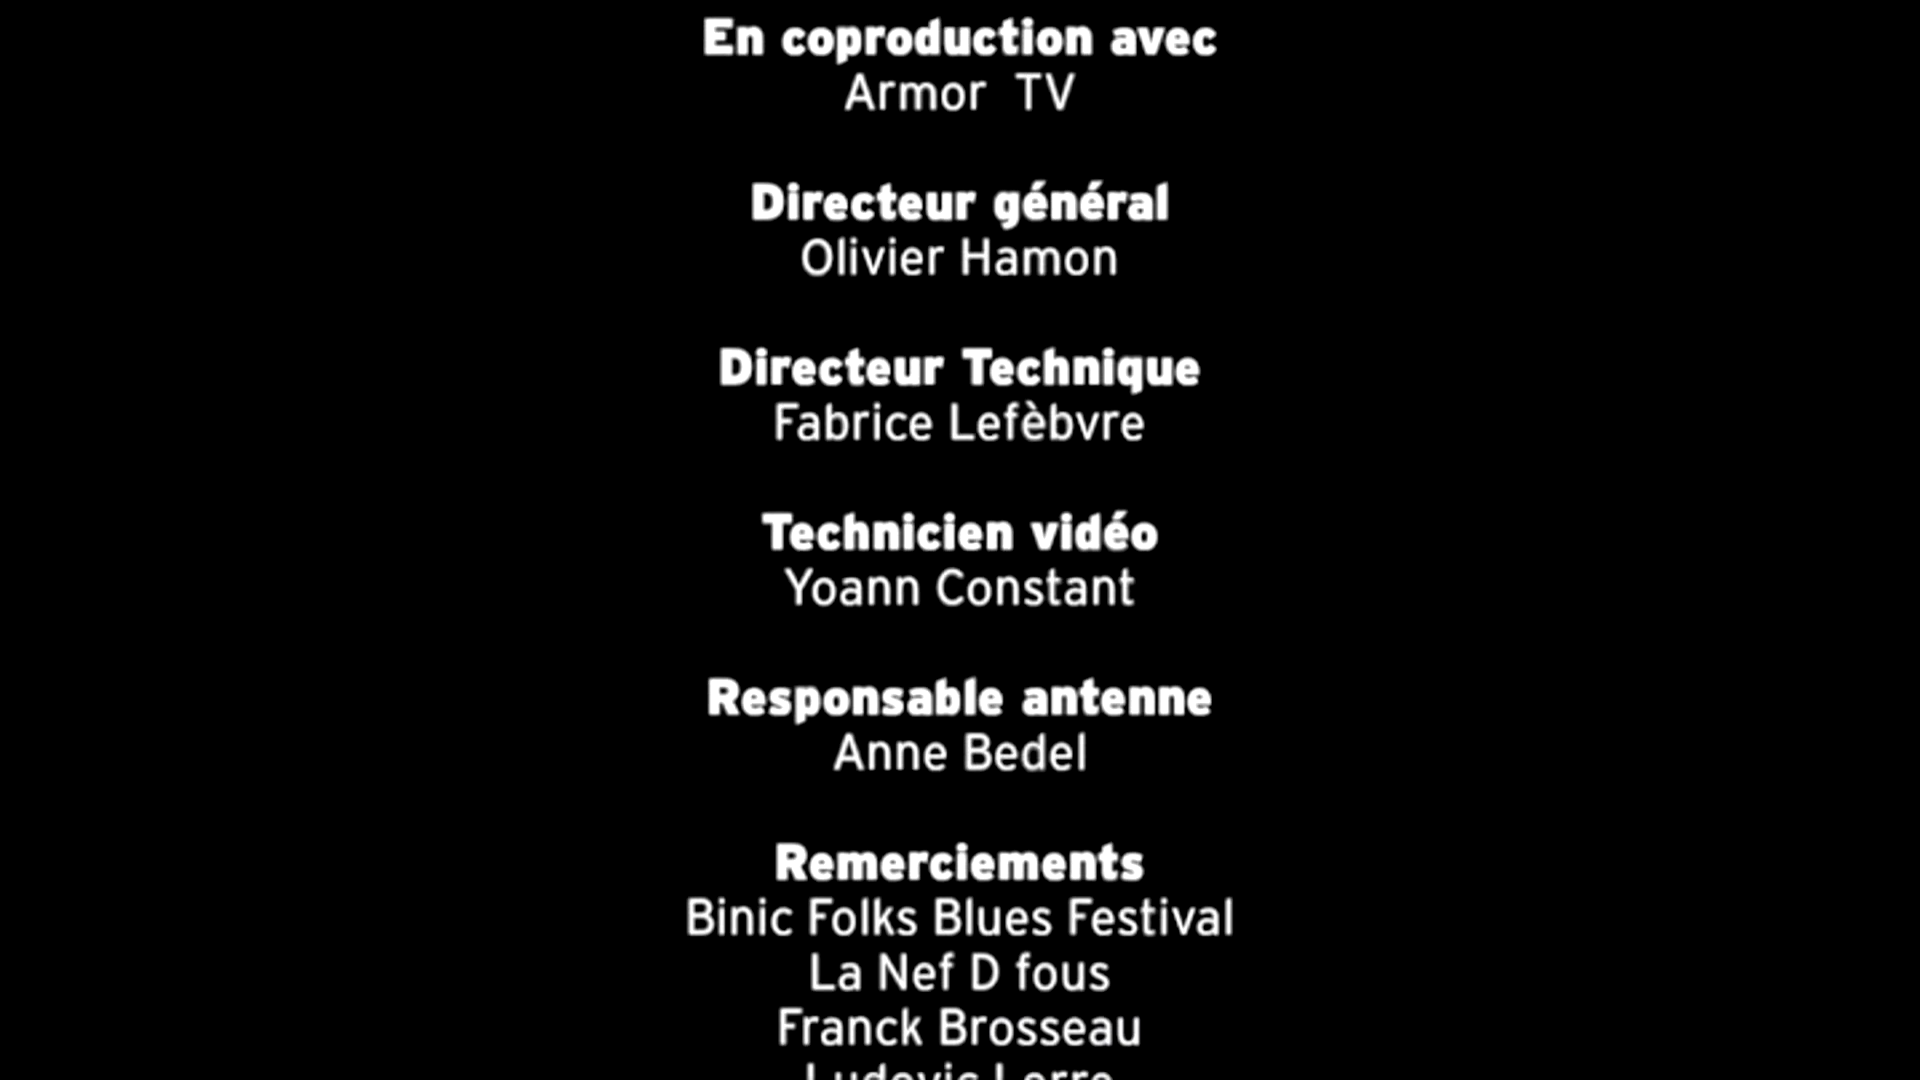 En coproduction avec
Armor TV
Directeur général
Olivier Hamon
Directeur Technique
Fabrice Lefèbvre
Technicien vidéo
Yoann Constant
Responsable antenne
Anne Bedel
Remerciements
Binic Folks Blues Festival
La Nef D fous
Franck Brosseau
Ludovic